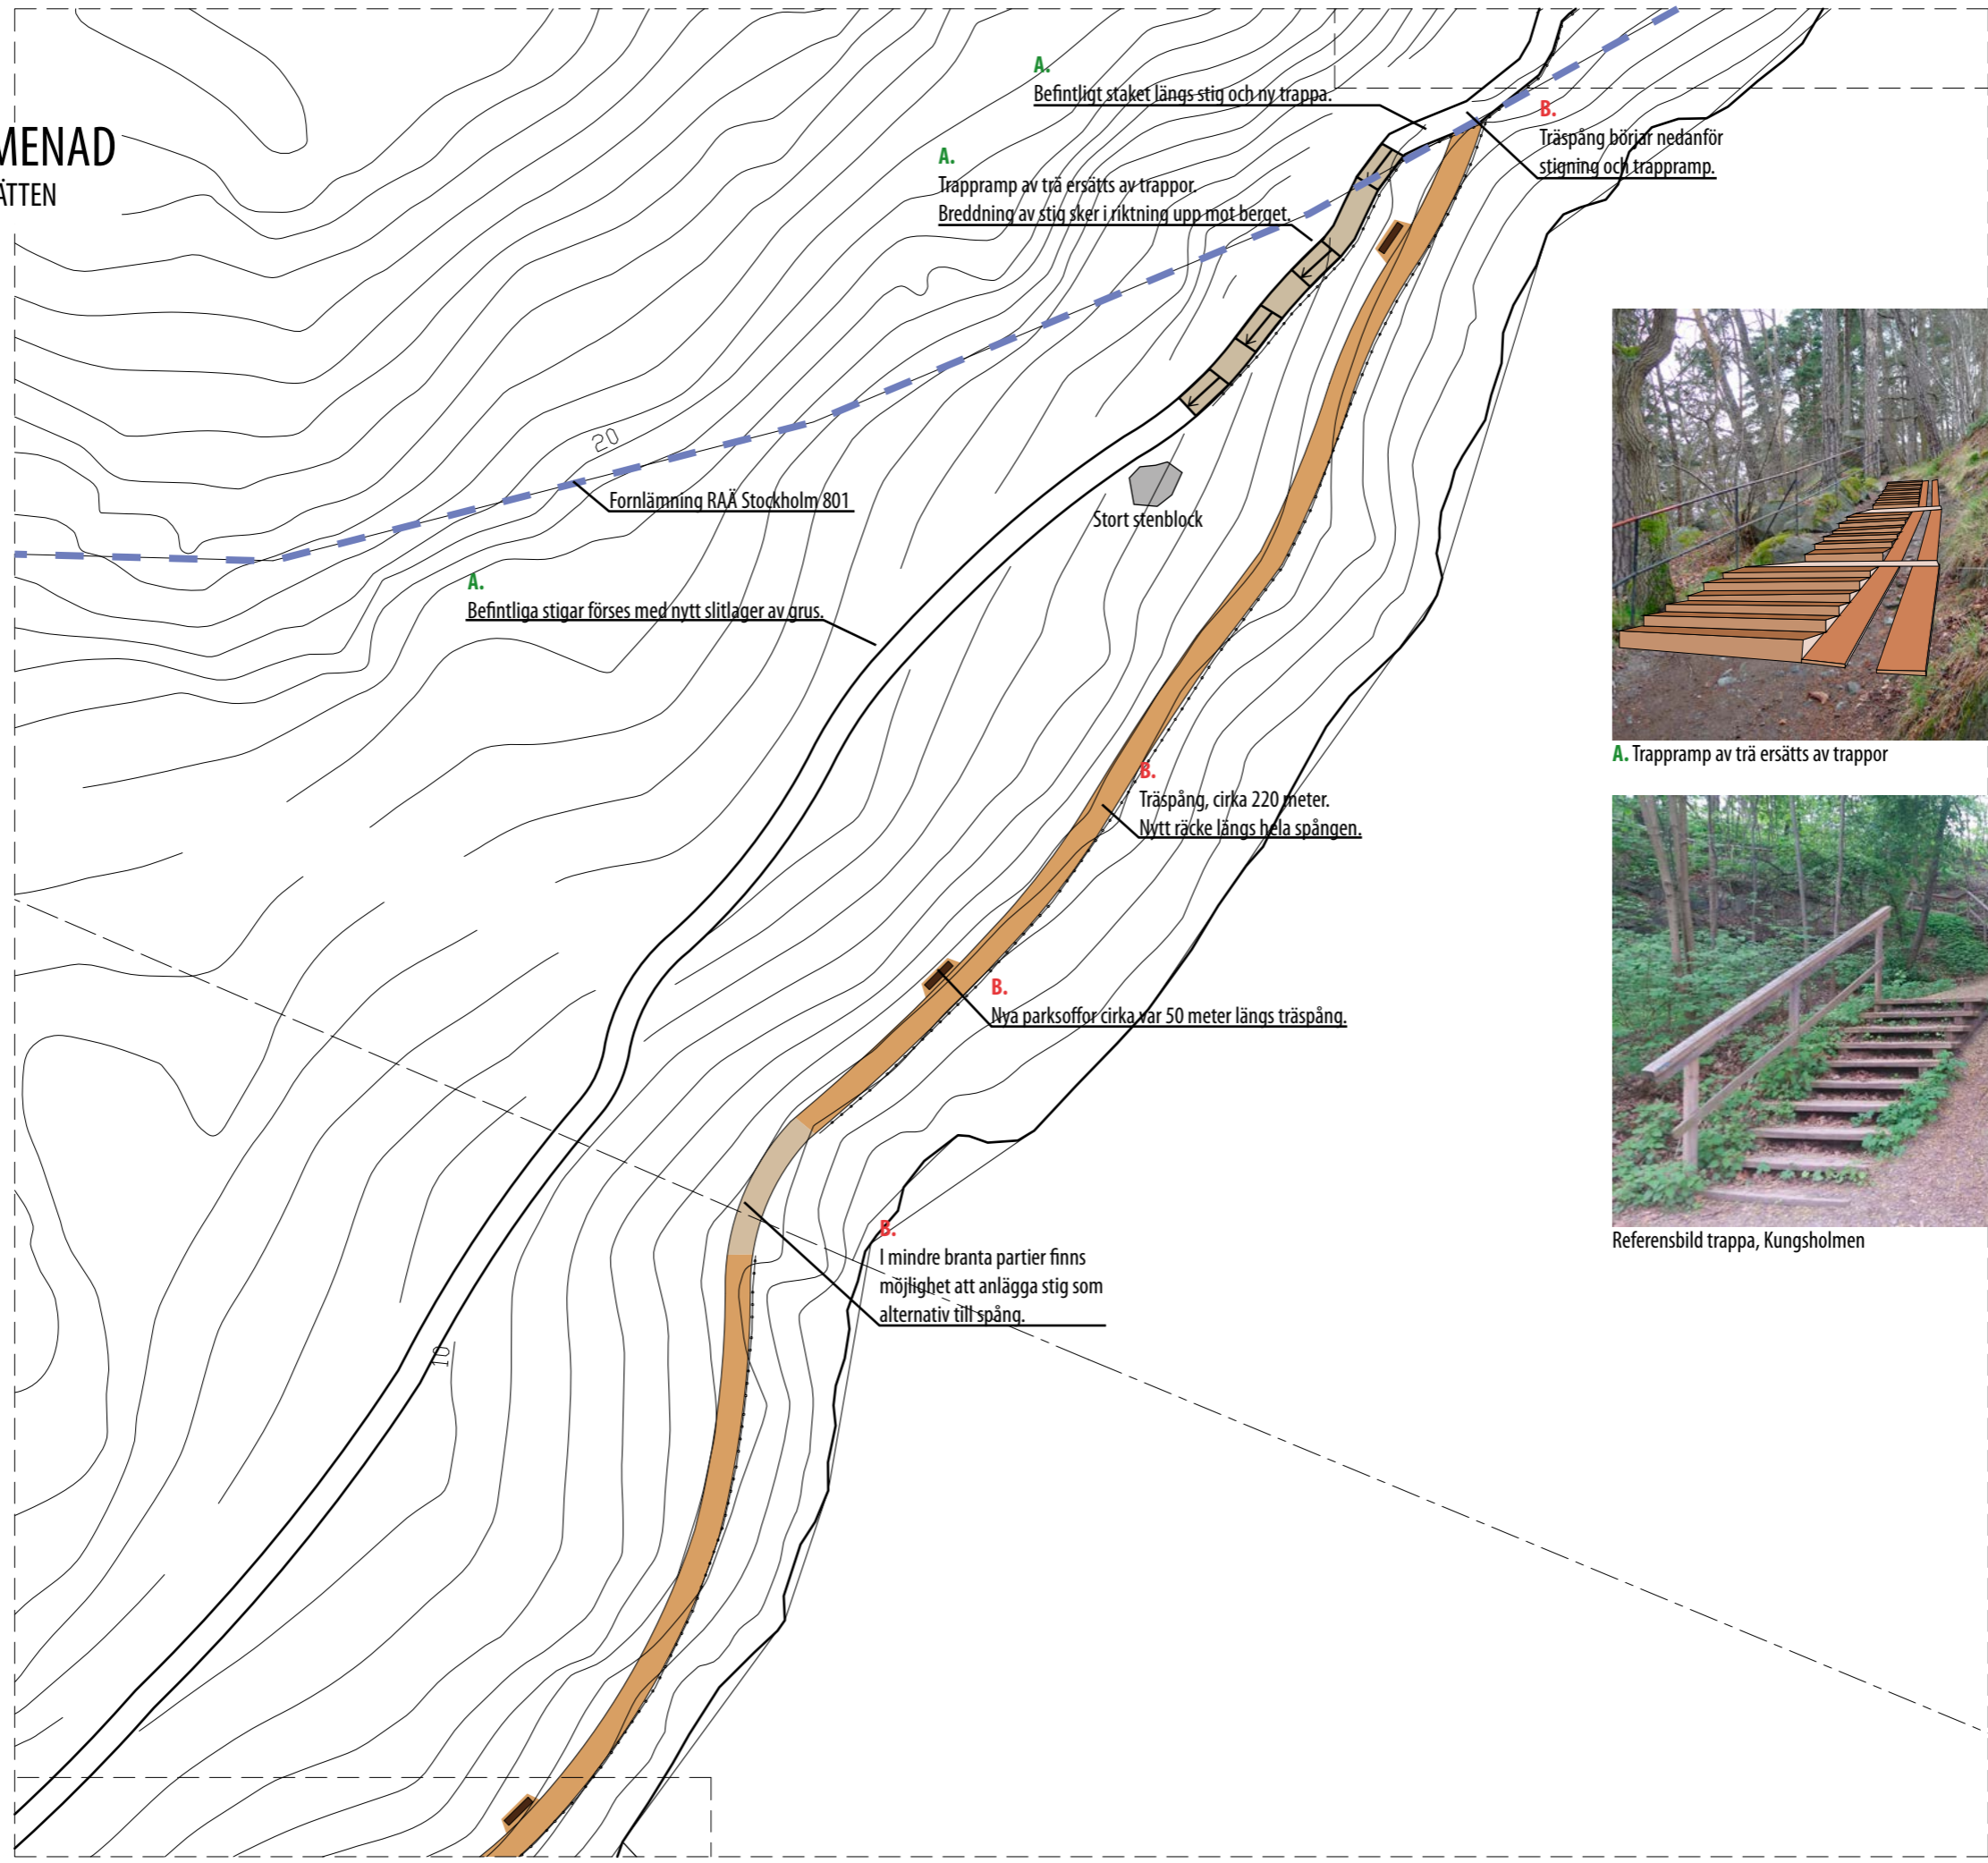 MENAD
ÄTTEN
A.
Befintligt staket längs stig och ny trappa.
B.
Träspång börjar nedanför
stigning och trappramp.
A.
Trappramp av trä ersätts av trappor.
Breddning av stig sker i riktning upp mot berget.
20
Fornlämning RAÄ Stockholm 801
Stort stenblock
A.
Befintliga stigar förses med nytt slitlager av grus.
A. Trappramp av trä ersätts av trappor
B.
Träspång, cirka 220 meter.
Nytt räcke längs hela spången.
B.
Nya parksoffor cirka var 50 meter längs träspång.
B.
I mindre branta partier finns
möjlighet att anlägga stig som
alternativ till spång.
Referensbild trappa, Kungsholmen
10